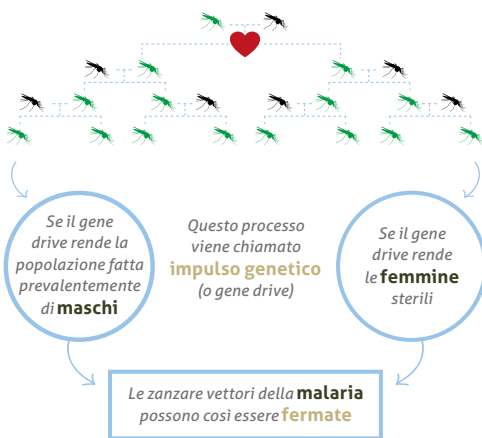 Se il gene
drive rende la
popolazione fatta
prevalentemente
di maschi
Questo processo
viene chiamato
impulso genetico
(o gene drive)
Se il gene
drive rende
le femmine
sterili
Le zanzare vettori della malaria
possono così essere fermate